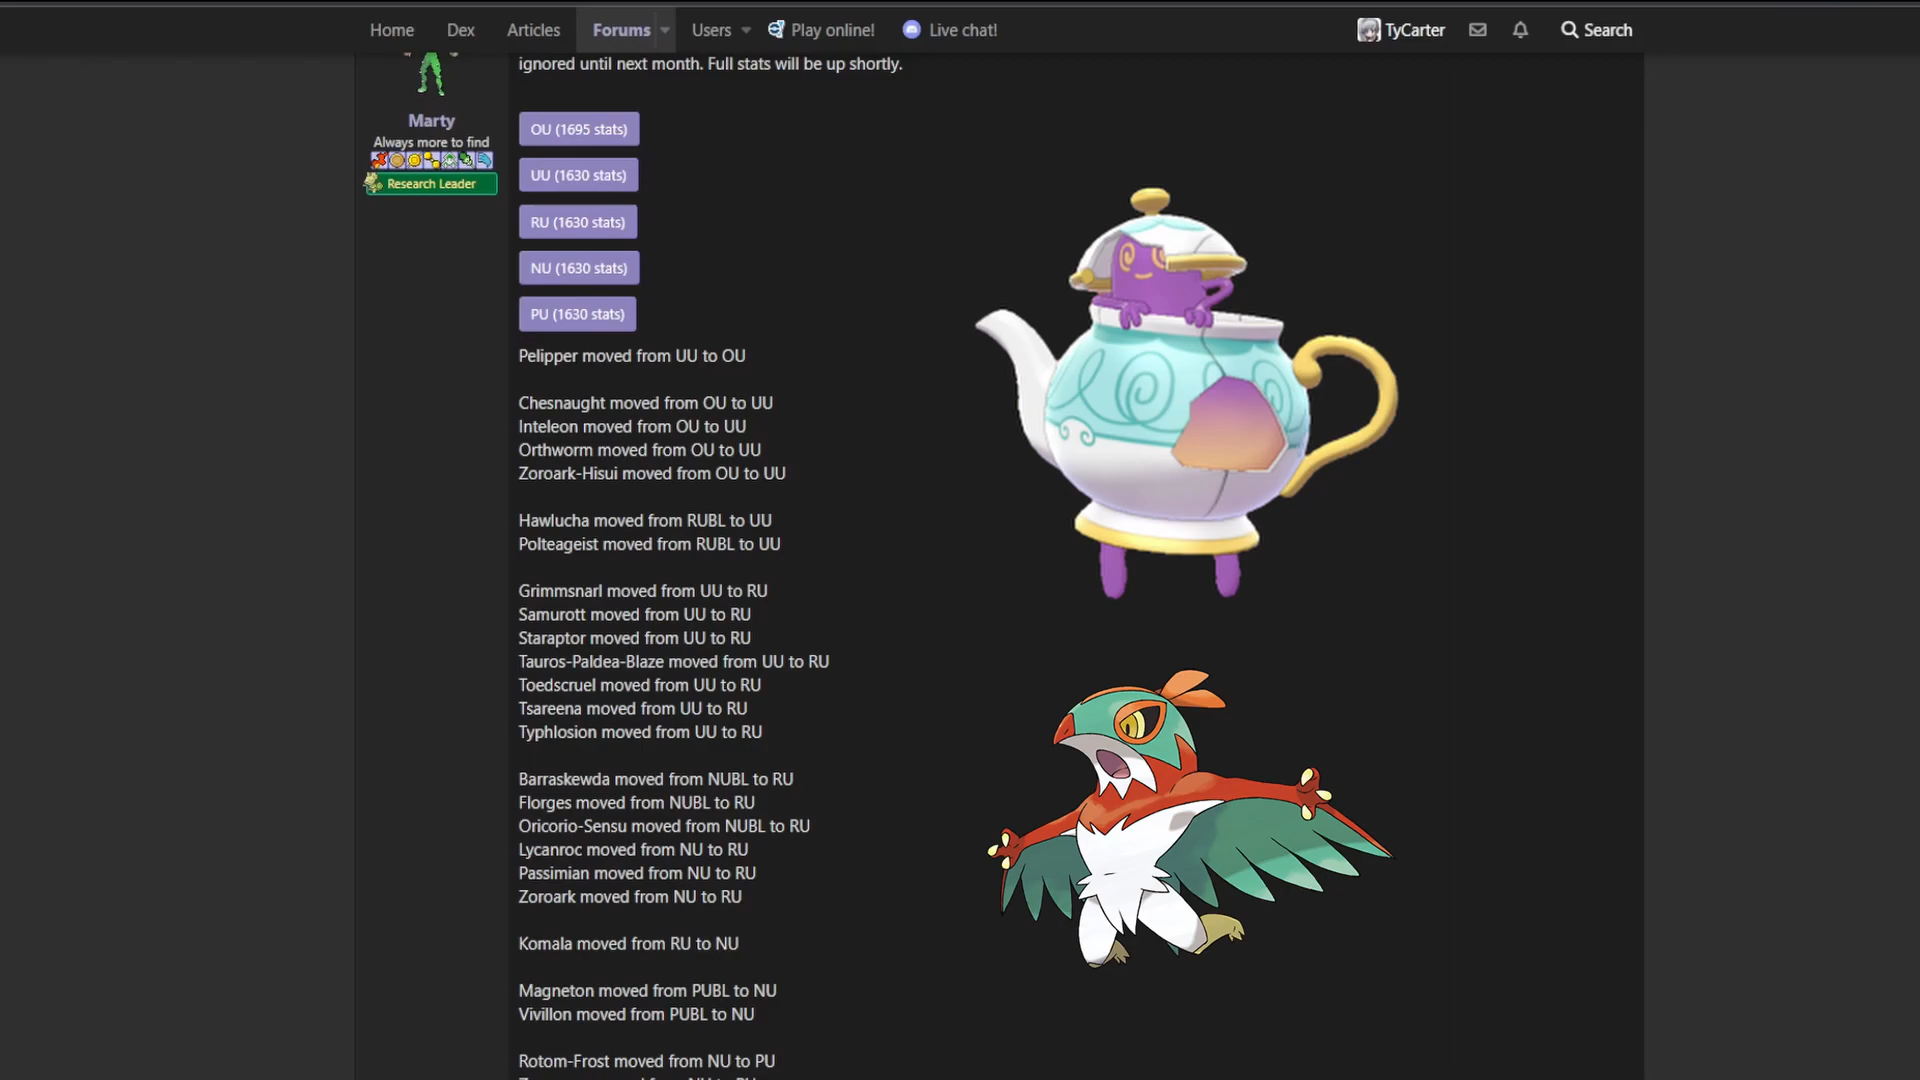 Home Dex Articles Forums Users Play online! Live chat! TyCarter Search
ignored until next month. Full stats will be up shortly.
Marty
Always more to find
Research Leader
OU (1695 stats)
UU (1630 stats)
RU (1630 stats)
NU (1630 stats)
PU (1630 stats)
Pelipper moved from UU to OU
Chesnaught moved from OU to UU
Inteleon moved from OU to UU
Orthworm moved from OU to UU
Zoroark-Hisui moved from OU to UU
Hawlucha moved from RUBL to UU
Polteageist moved from RUBL to UU
Grimmsnarl moved from UU to RU
Samurott moved from UU to RU
Staraptor moved from UU to RU
Tauros-Paldea-Blaze moved from UU to RU
Toedscruel moved from UU to RU
Tsareena moved from UU to RU
Typhlosion moved from UU to RU
Barraskewda moved from NUBL to RU
Florges moved from NUBL to RU
Oricorio-Sensu moved from NUBL to RU
Lycanroc moved from NU to RU
Passimian moved from NU to RU
Zoroark moved from NU to RU
Komala moved from RU to NU
Magneton moved from PUBL to NU
Vivillon moved from PUBL to NU
Rotom-Frost moved from NU to PU